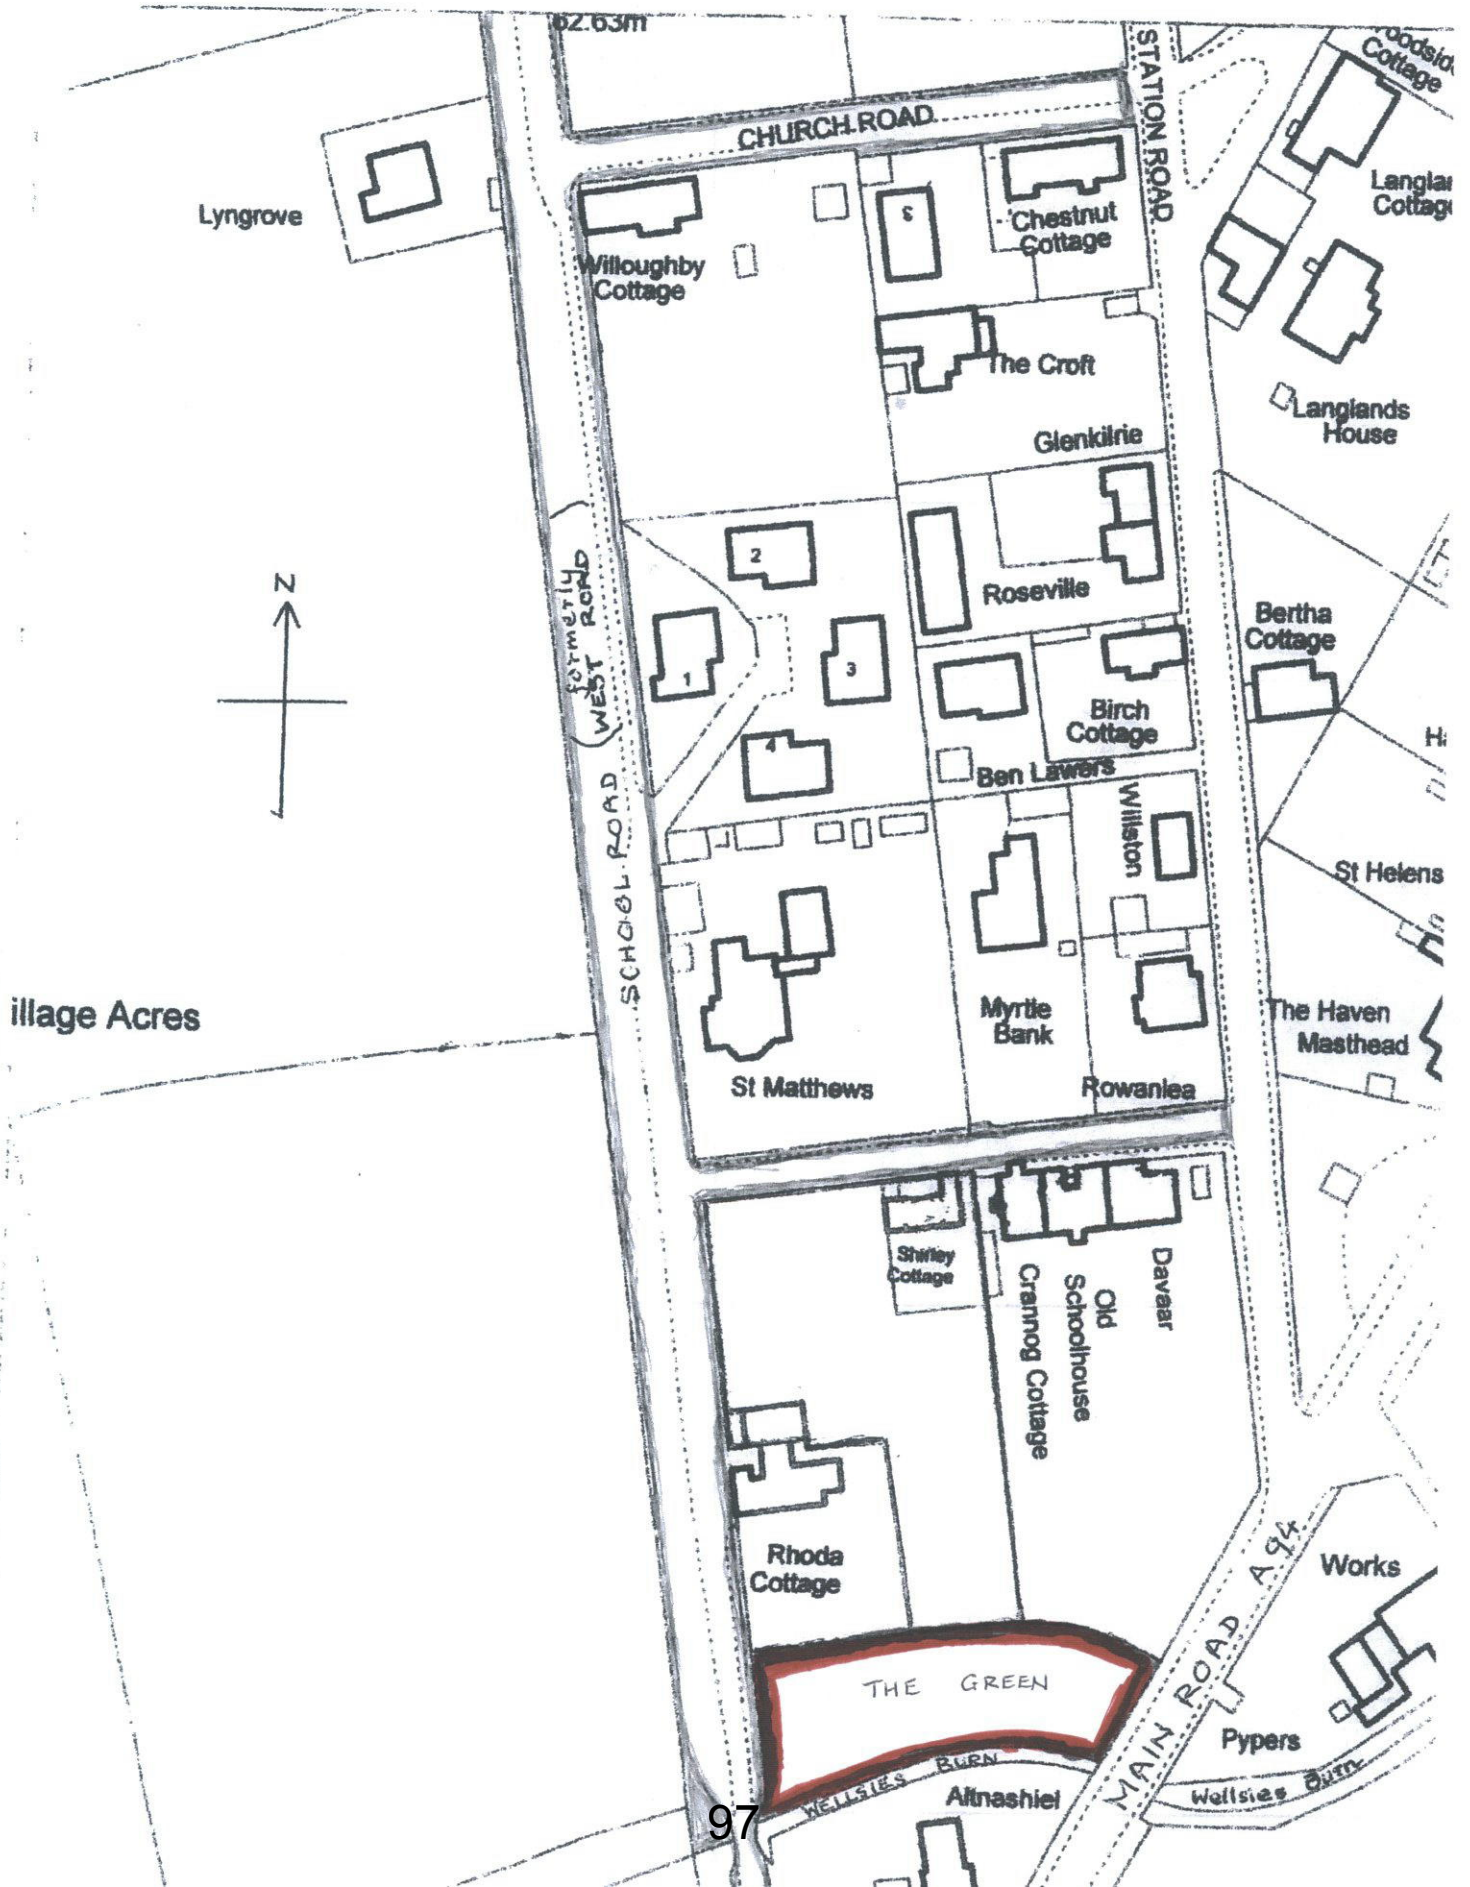 62.63m
STATION ROAD
Cottage
CHURCH ROAD
Lyngrove
Willoughby
Cottage
3
Chestnut
Cottage
Cottage
The Croft
Langlands
House
Glenkilrie
formerly
WEST ROAD
2
Roseville
1
3
Bertha
Cottage
Birch
Cottage
4
Ben Lawers
Williston
N
SCHOOL ROAD
St Helens
illage Acres
Myrtle
Bank
The Haven
Masthead
St Matthews
Rowanlea
Shirley
Cottage
Crannog Cottage
Old
Schoolhouse
Davaar
Rhoda
Cottage
MAIN ROAD A94
Works
THE GREEN
Pypers
WELLSIES BURN
Altnashiel
Wellsies Burn
97